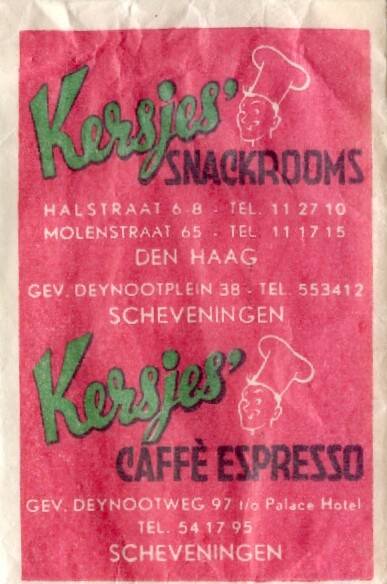 Kersjes'
SNACKROOMS
HALSTRAAT 6-8 - TEL. 11 27 10
MOLENSTRAAT 65 - TEL. 11 17 15
DEN HAAG
GEV. DEYNOOTPLEIN 38 - TEL. 553412
SCHEVENINGEN
Kersjes'
CAFFÈ ESPRESSO
GEV. DEYNOOTWEG 97 t/o Palace Hotel
TEL. 54 17 95
SCHEVENINGEN